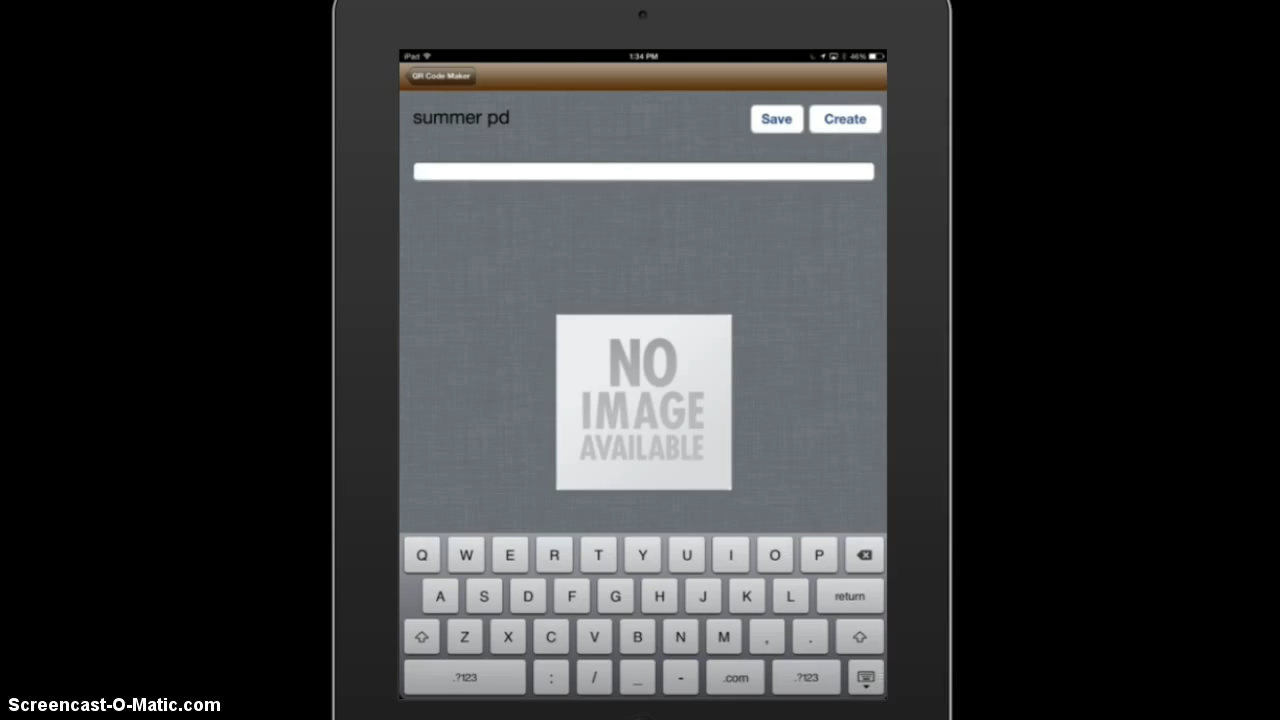 iPad 1:34 PM 46%
QR Code Maker
summer pd Save Create
NO
IMAGE
AVAILABLE
Q W E R T Y U I O P
A S D F G H J K L return
Z X C V B N M , .
.?123 : / _ - .com .?123
Screencast-O-Matic.com